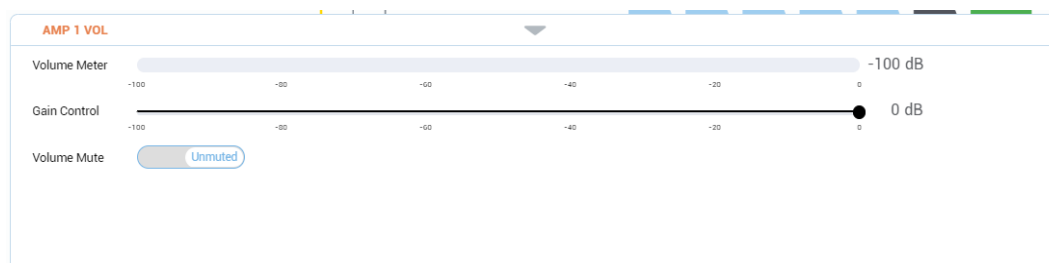 AMP 1 VOL
Volume Meter -100 dB
-100 -80 -60 -40 -20 0
Gain Control 0 dB
-100 -80 -60 -40 -20 0
Volume Mute Unmuted